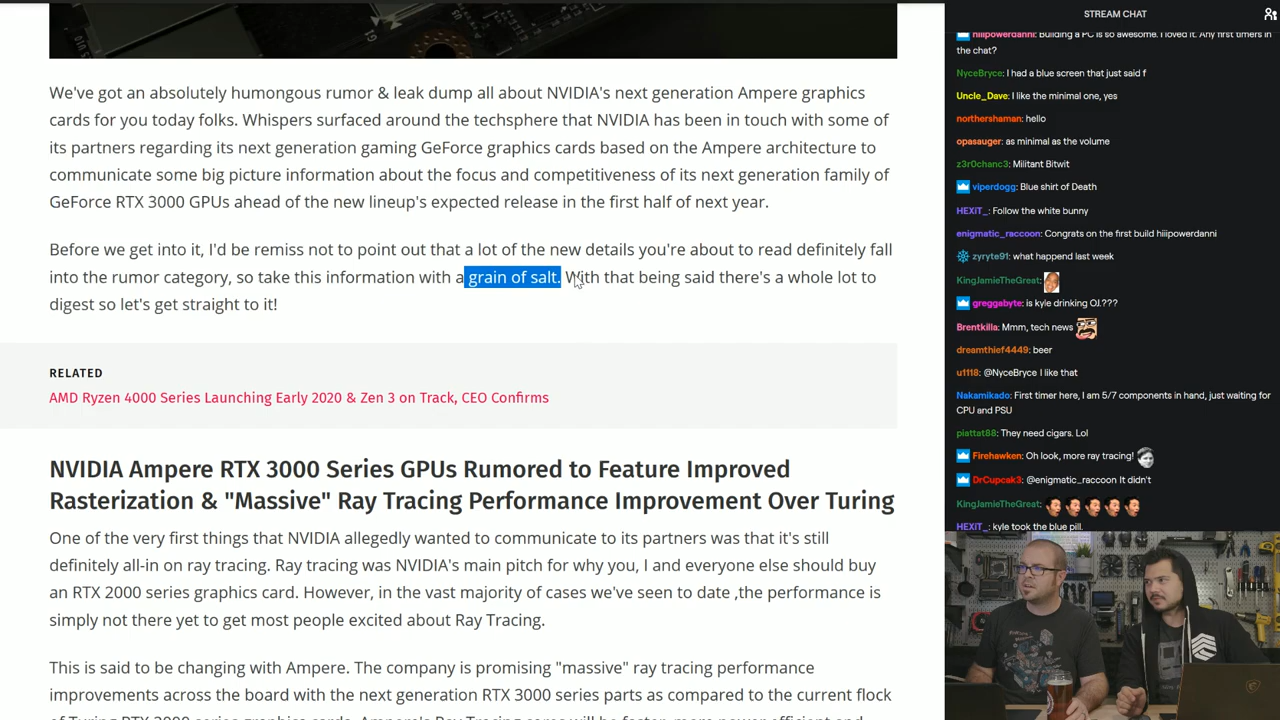 We've got an absolutely humongous rumor & leak dump all about NVIDIA's next generation Ampere graphics
cards for you today folks. Whispers surfaced around the techsphere that NVIDIA has been in touch with some of
its partners regarding its next generation gaming GeForce graphics cards based on the Ampere architecture to
communicate some big picture information about the focus and competitiveness of its next generation family of
GeForce RTX 3000 GPUs ahead of the new lineup's expected release in the first half of next year.
Before we get into it, I'd be remiss not to point out that a lot of the new details you're about to read definitely fall
into the rumor category, so take this information with a grain of salt. With that being said there's a whole lot to
digest so let's get straight to it!
RELATED
AMD Ryzen 4000 Series Launching Early 2020 & Zen 3 on Track, CEO Confirms
NVIDIA Ampere RTX 3000 Series GPUs Rumored to Feature Improved
Rasterization & "Massive" Ray Tracing Performance Improvement Over Turing
One of the very first things that NVIDIA allegedly wanted to communicate to its partners was that it's still
definitely all-in on ray tracing. Ray tracing was NVIDIA's main pitch for why you, I and everyone else should buy
an RTX 2000 series graphics card. However, in the vast majority of cases we've seen to date ,the performance is
simply not there yet to get most people excited about Ray Tracing.
This is said to be changing with Ampere. The company is promising "massive" ray tracing performance
improvements across the board with the next generation RTX 3000 series parts as compared to the current flock
of Turing RTX 2000 series graphics cards. Ampere's Ray Tracing cores will be faster, more power efficient and
STREAM CHAT
hiiipowerdanni: Building a PC is so awesome. I loved it. Any first timers in
the chat?
NyceBryce: I had a blue screen that just said f
Uncle_Dave: I like the minimal one, yes
northershaman: hello
opasauger: as minimal as the volume
z3r0chanc3: Militant Bitwit
viperdogg: Blue shirt of Death
HEXiT_: Follow the white bunny
enigmatic_raccoon: Congrats on the first build hiiipowerdanni
zyryte91: what happend last week
KingJamieTheGreat:
greggabyte: is kyle drinking OJ.???
Brentkilla: Mmm, tech news
dreamthief4449: beer
u1118: @NyceBryce I like that
Nakamikado: First timer here, I am 5/7 components in hand, just waiting for
CPU and PSU
piattat88: They need cigars. Lol
Firehawken: Oh look, more ray tracing!
DrCupcak3: @enigmatic_raccoon It didn't
KingJamieTheGreat:
HEXiT_: kyle took the blue pill.